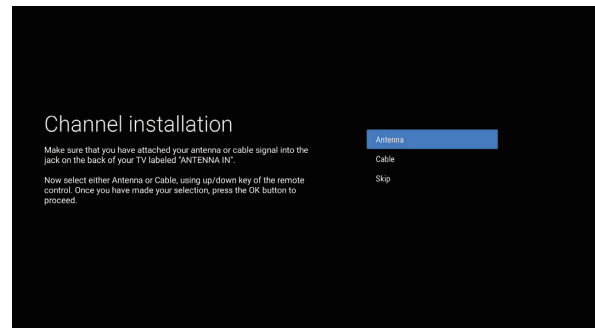 Channel installation
Make sure that you have attached your antenna or cable signal into the
jack on the back of your TV labeled "ANTENNA IN".
Now select either Antenna or Cable, using up/down key of the remote
control. Once you have made your selection, press the OK button to
proceed.
Antenna
Cable
Skip